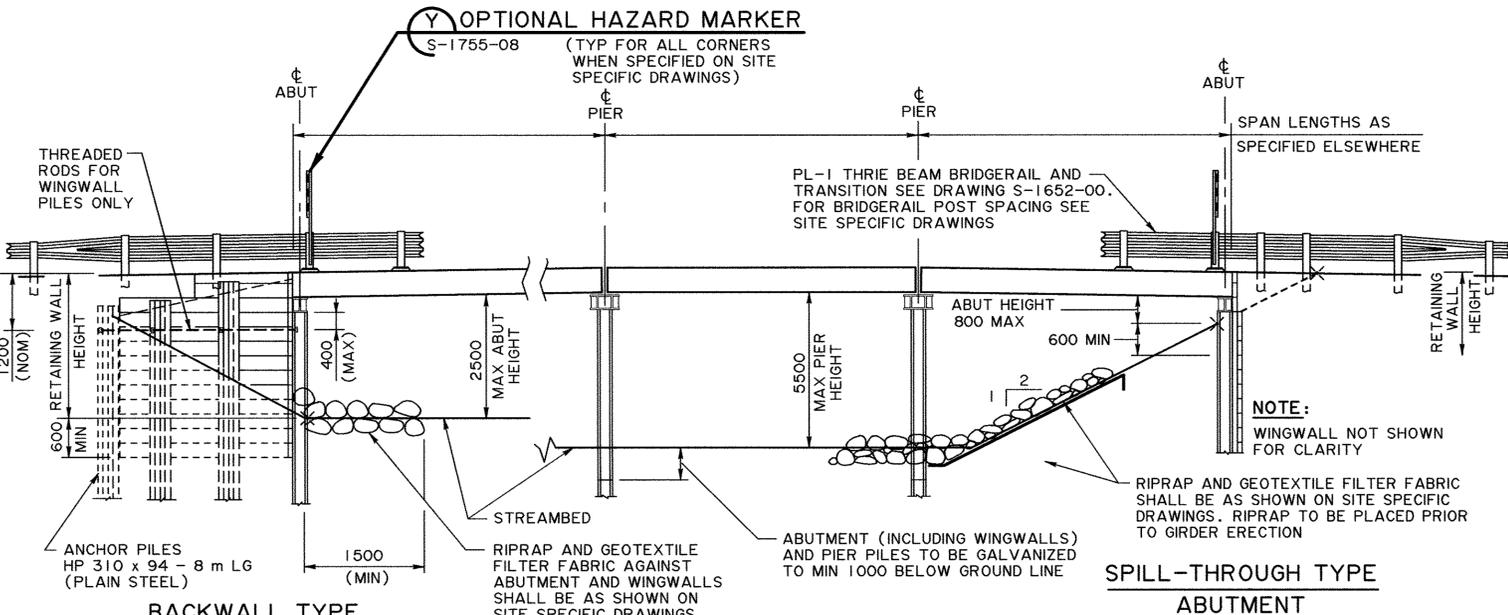 Y OPTIONAL HAZARD MARKER
S-1755-08
(TYP FOR ALL CORNERS
WHEN SPECIFIED ON SITE
SPECIFIC DRAWINGS)
℄
ABUT
℄
PIER
℄
PIER
℄
ABUT
SPAN LENGTHS AS
SPECIFIED ELSEWHERE
THREADED
RODS FOR
WINGWALL
PILES ONLY
PL-1 THRIE BEAM BRIDGERAIL AND
TRANSITION SEE DRAWING S-1652-00.
FOR BRIDGERAIL POST SPACING SEE
SITE SPECIFIC DRAWINGS
1200
(NOM)
RETAINING WALL
HEIGHT
600
MIN
400
(MAX)
2500
MAX ABUT
HEIGHT
5500
MAX PIER
HEIGHT
ABUT HEIGHT
800 MAX
600 MIN
RETAINING
WALL
HEIGHT
1
2
NOTE:
WINGWALL NOT SHOWN
FOR CLARITY
RIPRAP AND GEOTEXTILE FILTER FABRIC
SHALL BE AS SHOWN ON SITE SPECIFIC
DRAWINGS. RIPRAP TO BE PLACED PRIOR
TO GIRDER ERECTION
STREAMBED
ANCHOR PILES
HP 310 x 94 - 8 m LG
(PLAIN STEEL)
1500
(MIN)
RIPRAP AND GEOTEXTILE
FILTER FABRIC AGAINST
ABUTMENT AND WINGWALLS
SHALL BE AS SHOWN ON
SITE SPECIFIC DRAWINGS
ABUTMENT (INCLUDING WINGWALLS)
AND PIER PILES TO BE GALVANIZED
TO MIN 1000 BELOW GROUND LINE
SPILL-THROUGH TYPE
ABUTMENT
BACKWALL TYPE